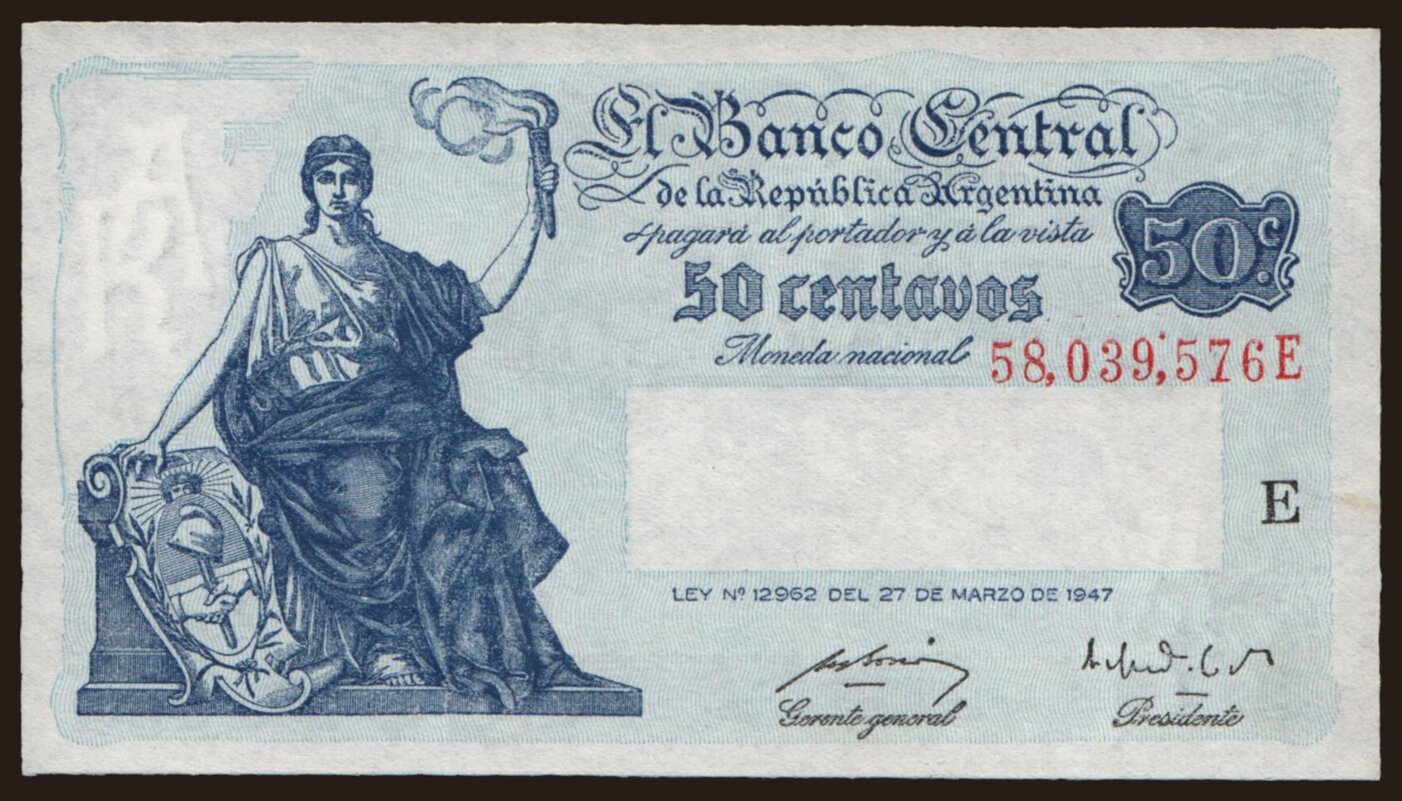 El Banco Central
de la República Argentina
pagará al portador y á la vista
50 centavos
50c.
Moneda nacional
58,039,576E
E
LEY Nº 12962 DEL 27 DE MARZO DE 1947
Gerente general
Presidente